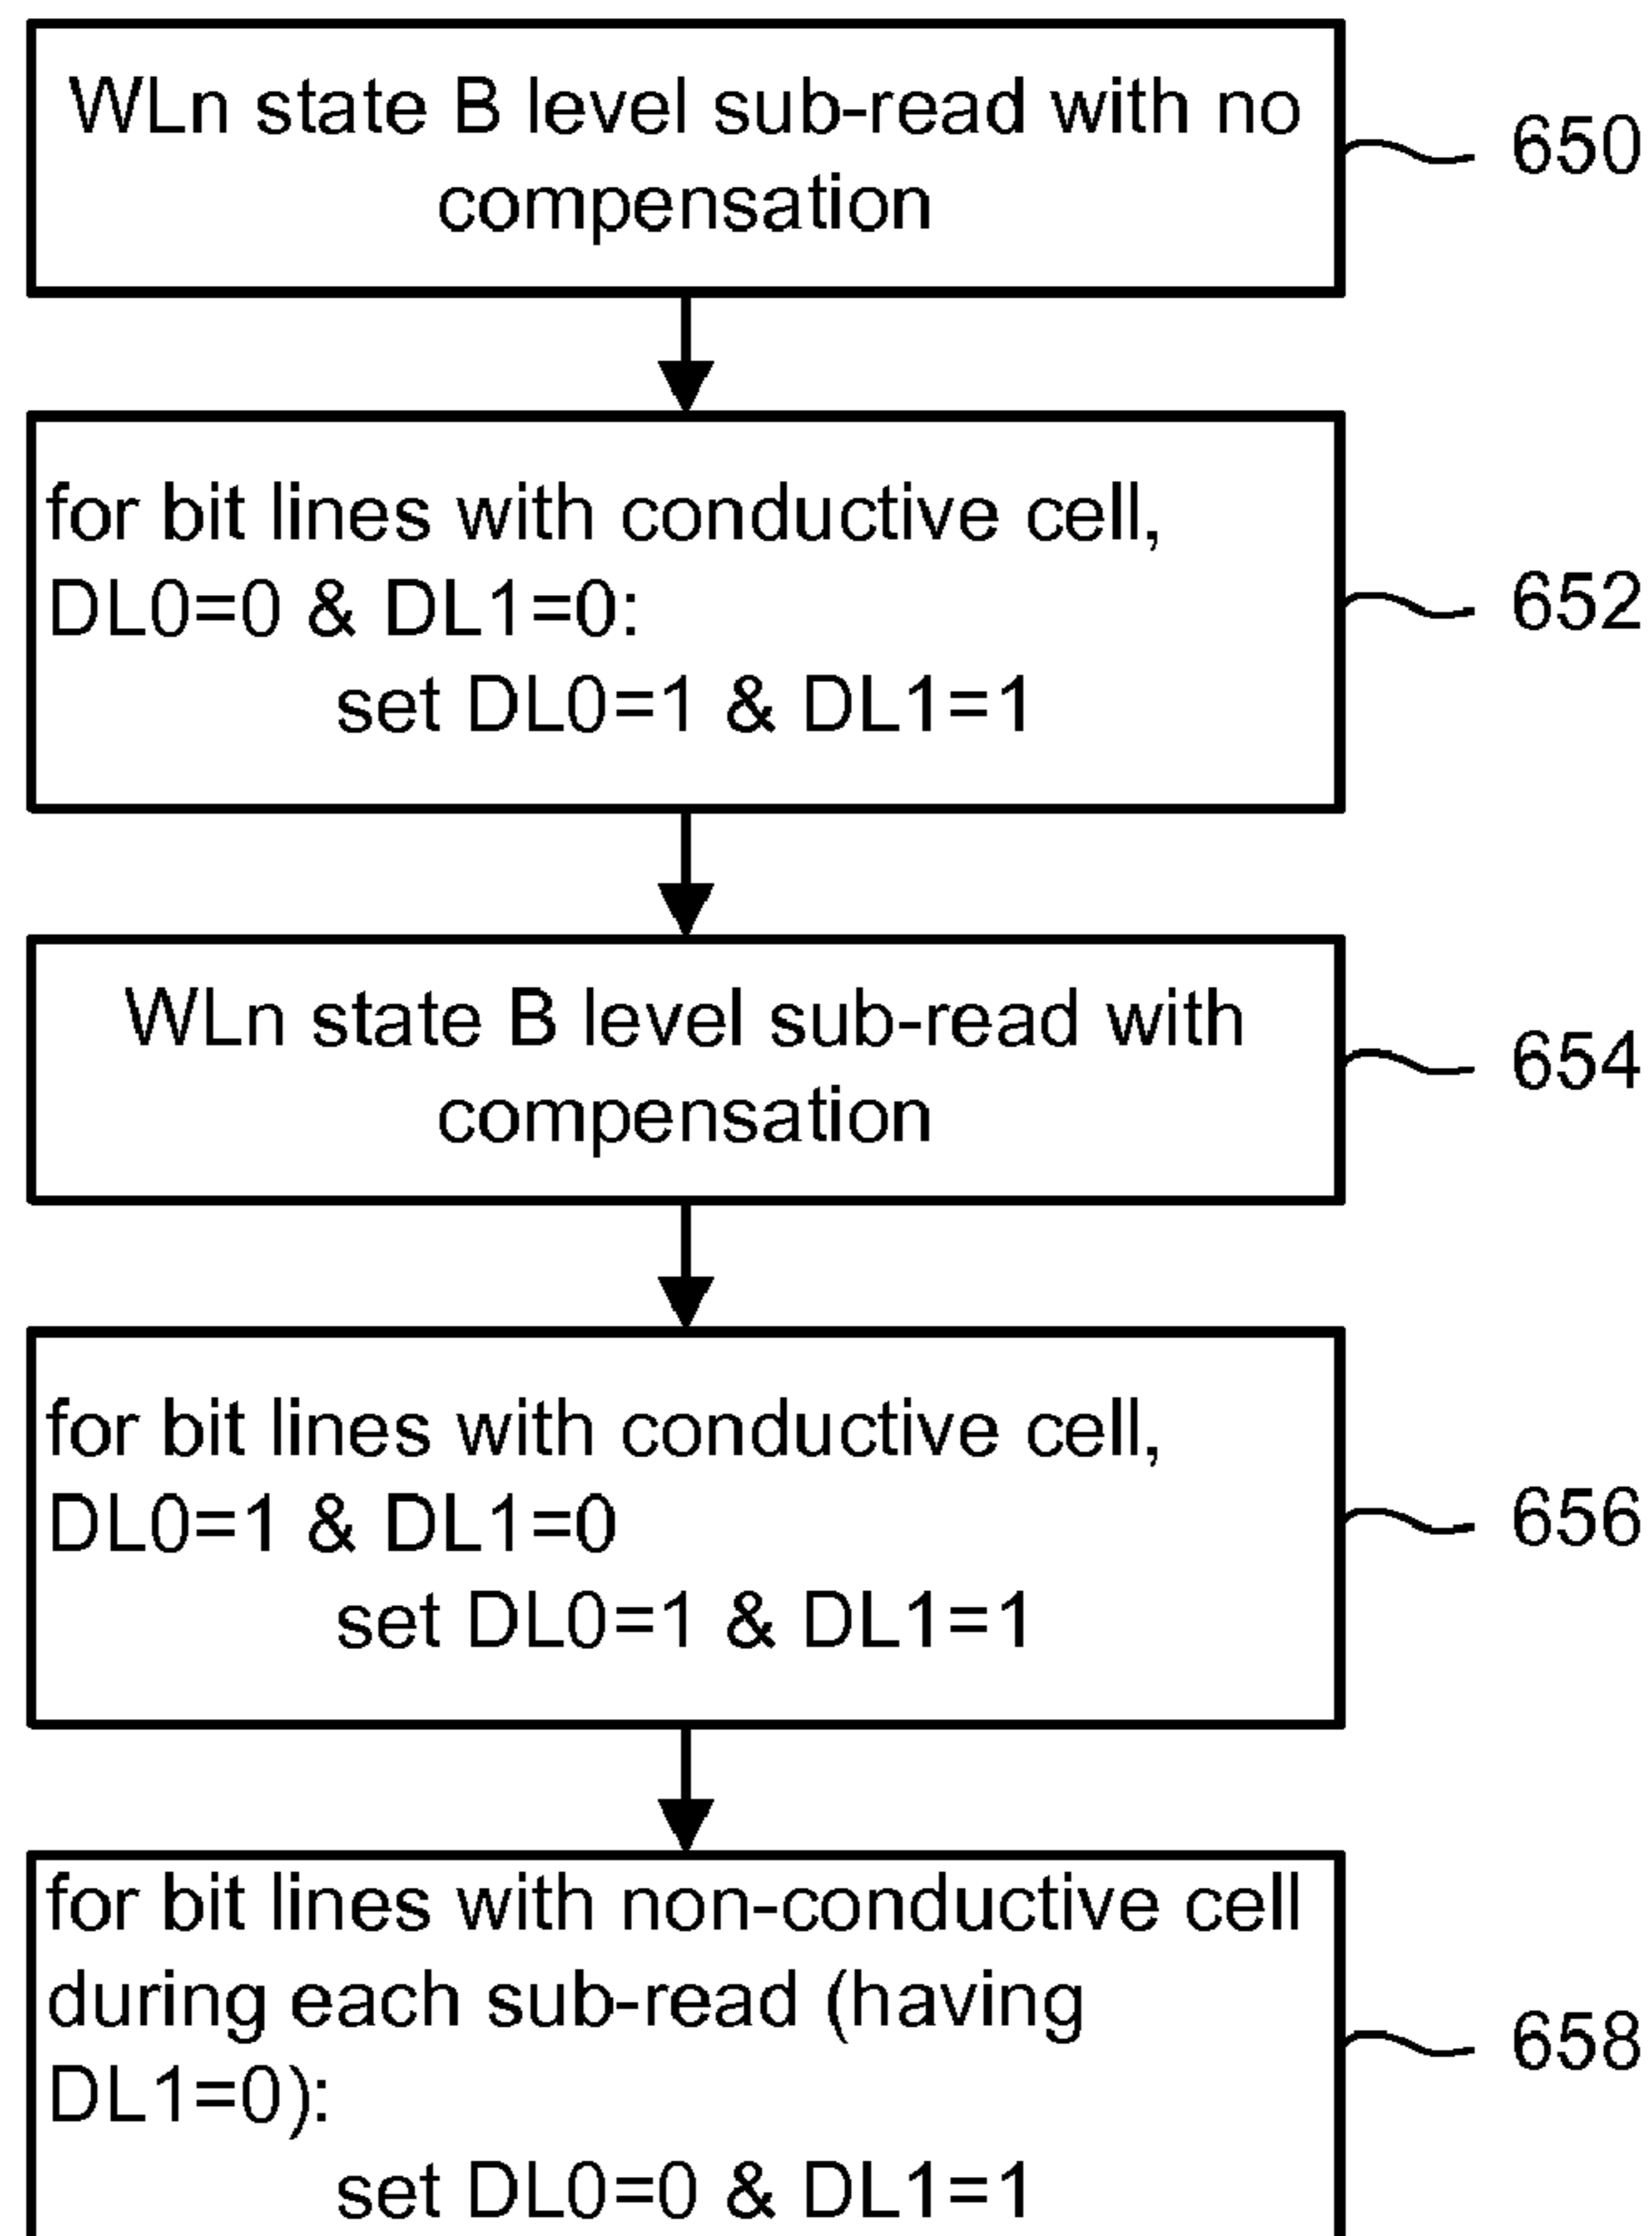 WLn state B level sub-read with no
compensation
650
for bit lines with conductive cell,
DL0=0 & DL1=0:
set DL0=1 & DL1=1
652
WLn state B level sub-read with
compensation
654
for bit lines with conductive cell,
DL0=1 & DL1=0
set DL0=1 & DL1=1
656
for bit lines with non-conductive cell
during each sub-read (having
DL1=0):
set DL0=0 & DL1=1
658